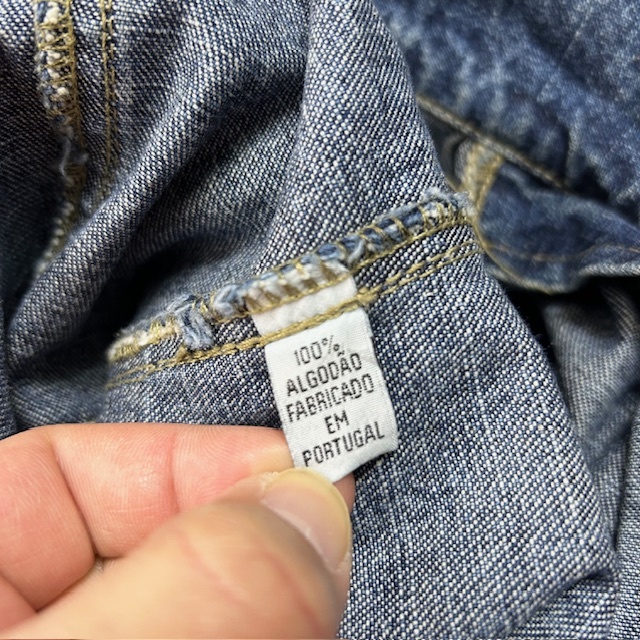 100%
ALGODÃO
FABRICADO
EM
PORTUGAL